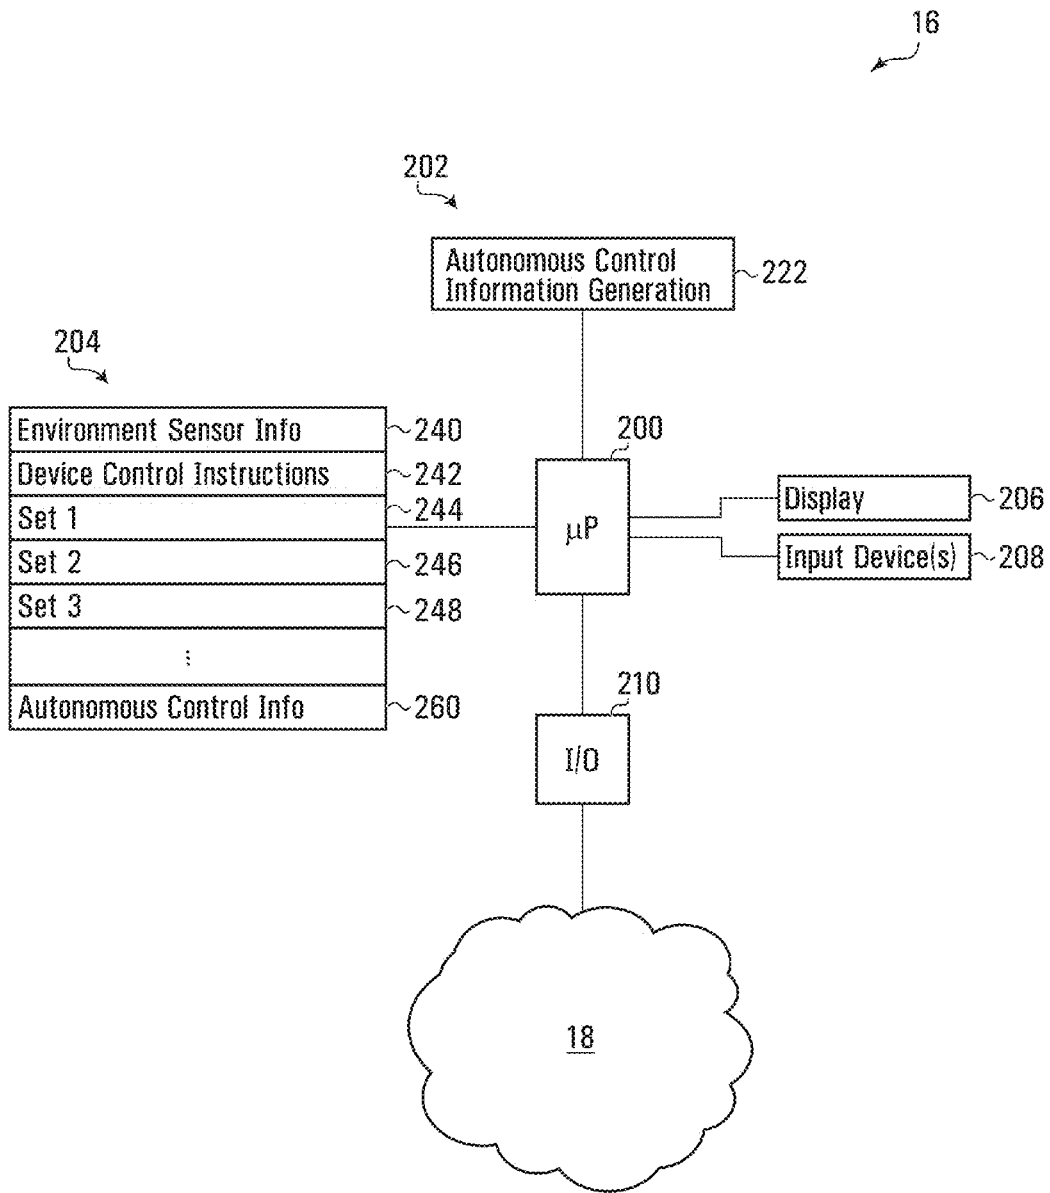 16
202
Autonomous Control
Information Generation
222
204
Environment Sensor Info
240
Device Control Instructions
242
Set 1
244
Set 2
246
Set 3
248
⋮
Autonomous Control Info
260
200
μP
Display
206
Input Device(s)
208
210
I/O
18